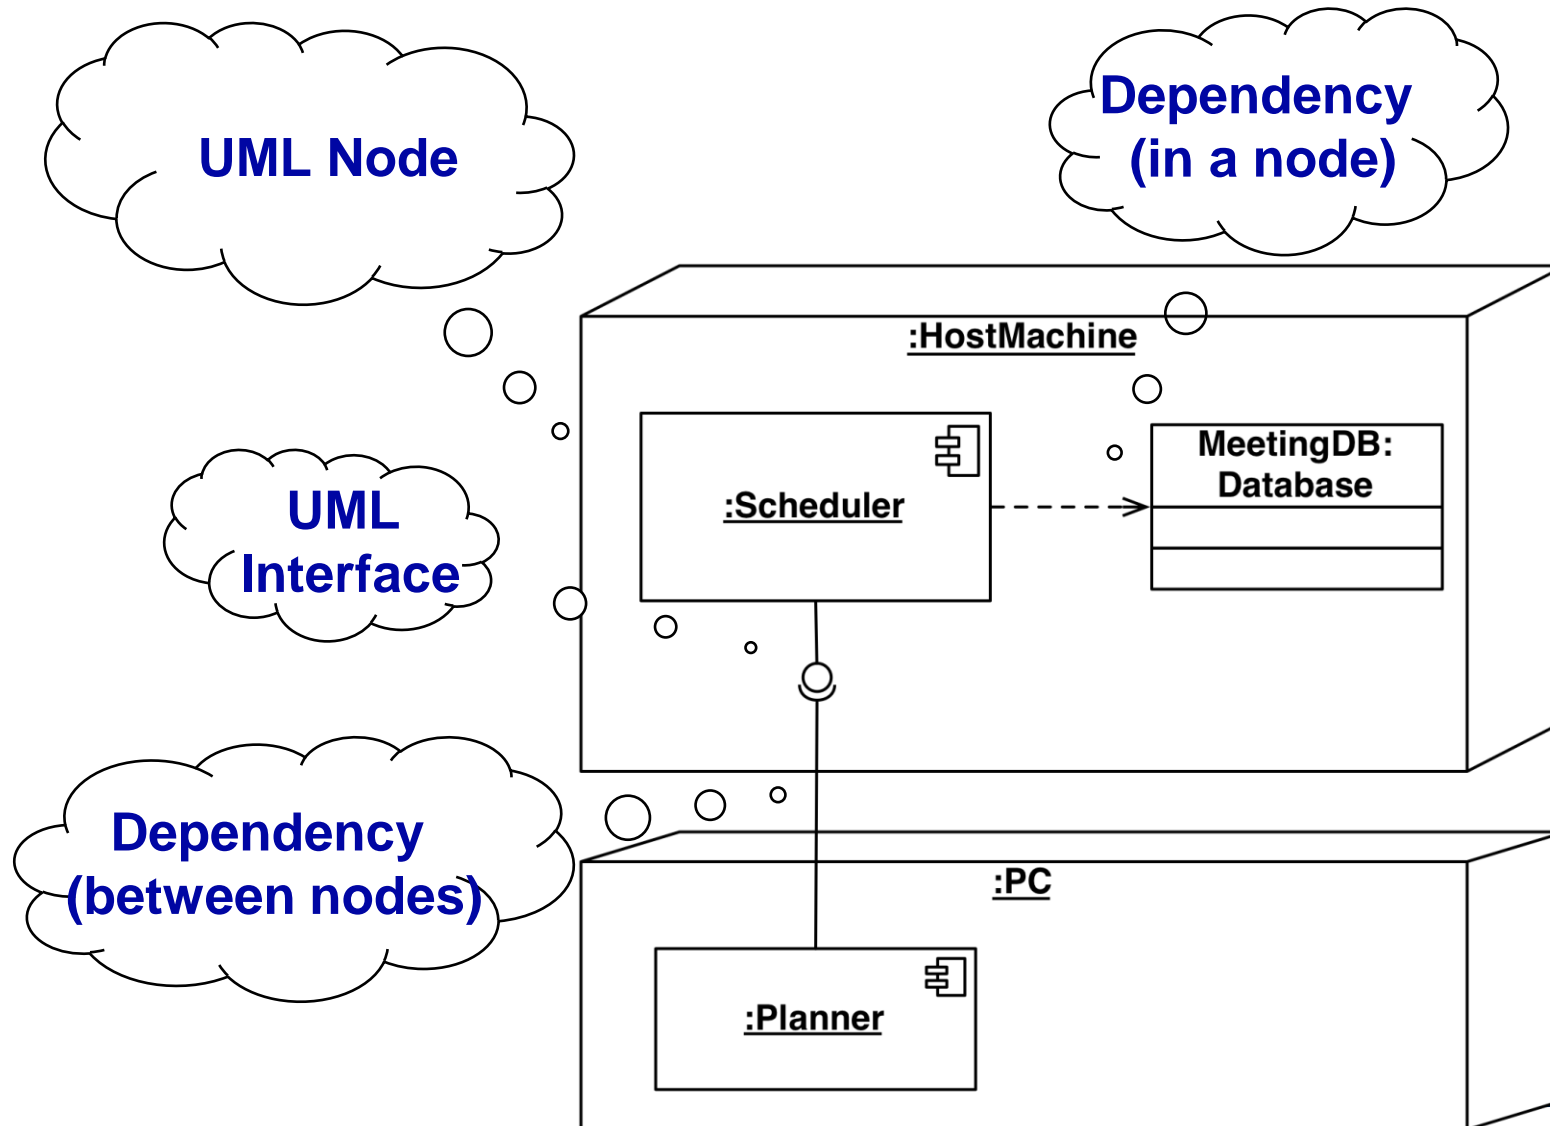 UML Node
Dependency
(in a node)
:HostMachine
:Scheduler
MeetingDB:
Database
UML
Interface
Dependency
(between nodes)
:PC
:Planner